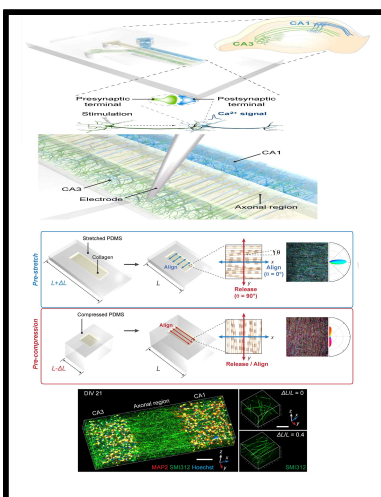 CA1
CA3
Presynaptic terminal
Postsynaptic terminal
Stimulation
Ca²⁺ signal
CA1
CA3
Electrode
Axonal region
Pre-stretch
Stretched PDMS
Collagen
L+ΔL
Align
L
θ
x
y
Align
(θ = 0°)
Release
(θ = 90°)
Pre-compression
Compressed PDMS
L-ΔL
Align
L
x
y
Release / Align
DIV 21
CA3
Axonal region
CA1
MAP2 SMI312 Hoechst
z
x
y
ΔL/L = 0
z
x
y
ΔL/L = 0.4
z
x
y
SMI312